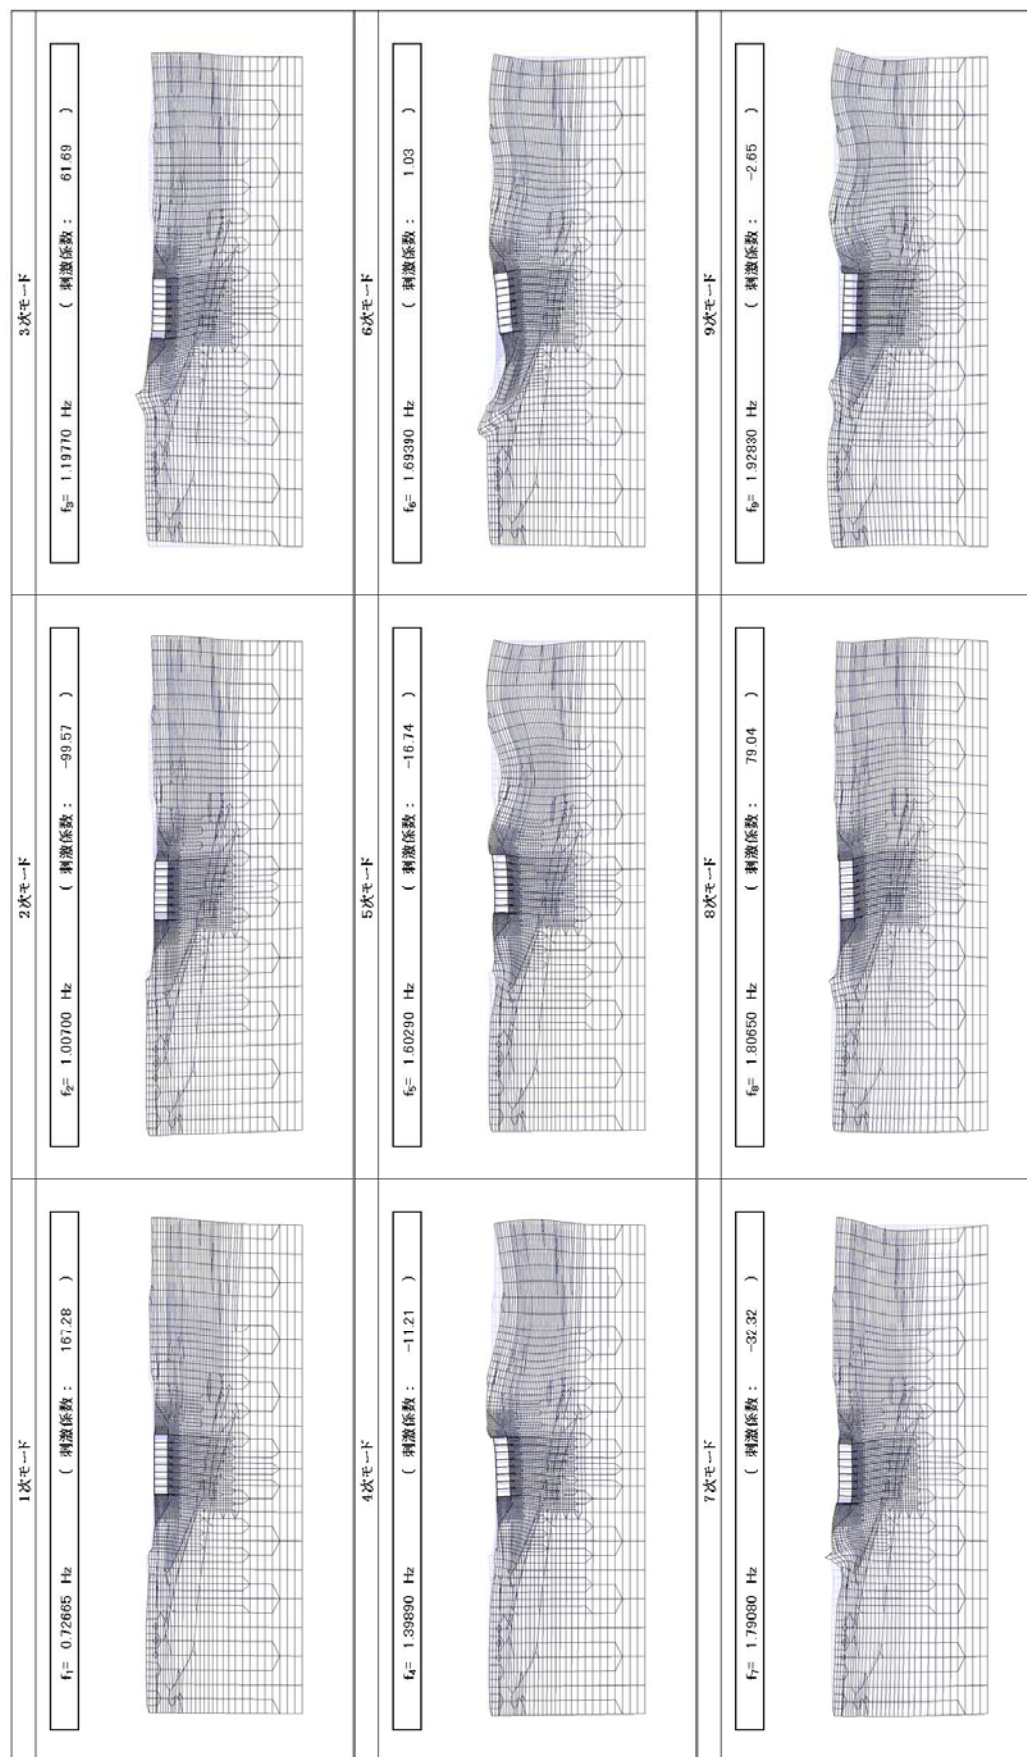 1次モード
f₁= 0.72665 Hz ( 刺激係数 : 167.28 )
2次モード
f₂= 1.00700 Hz ( 刺激係数 : -99.57 )
3次モード
f₃= 1.19770 Hz ( 刺激係数 : 61.69 )
4次モード
f₄= 1.39890 Hz ( 刺激係数 : -11.21 )
5次モード
f₅= 1.60290 Hz ( 刺激係数 : -16.74 )
6次モード
f₆= 1.69390 Hz ( 刺激係数 : 1.03 )
7次モード
f₇= 1.79080 Hz ( 刺激係数 : -32.32 )
8次モード
f₈= 1.80650 Hz ( 刺激係数 : 79.04 )
9次モード
f₉= 1.92830 Hz ( 刺激係数 : -2.65 )